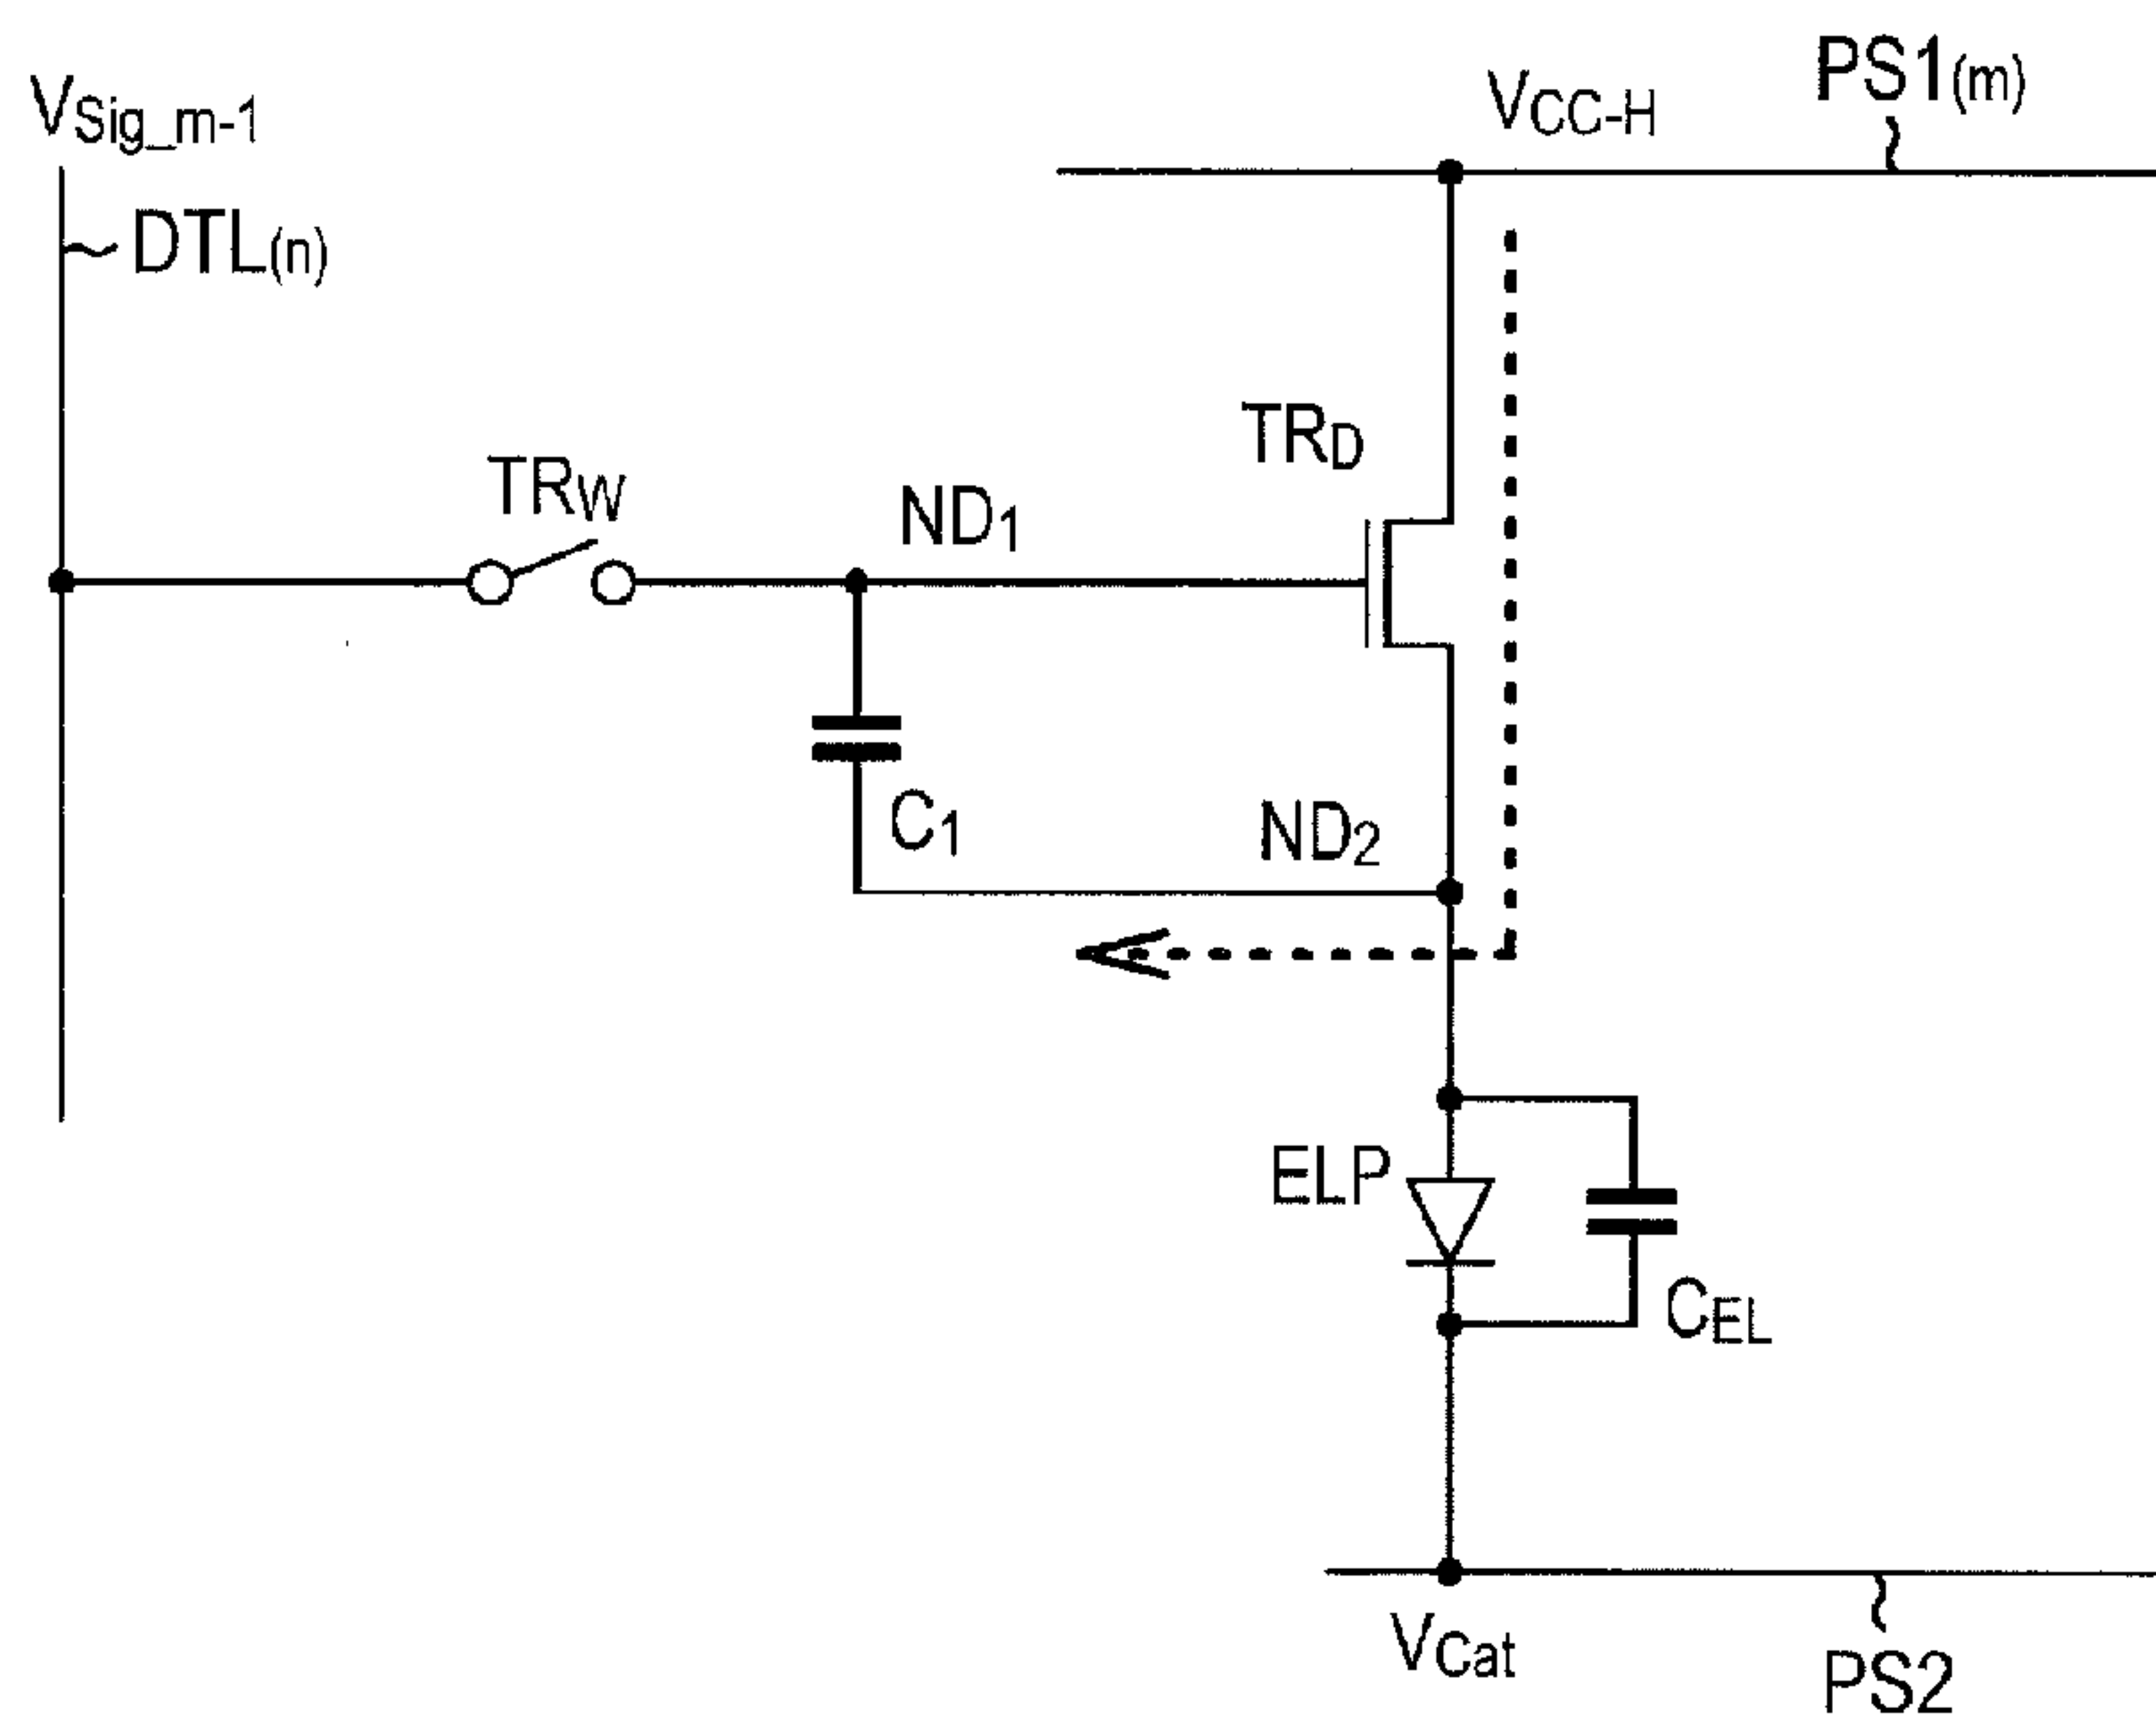 VSig_m-1
VCC-H
PS1(m)
DTL(n)
TRD
TRW
ND1
C1
ND2
ELP
CEL
VCat
PS2